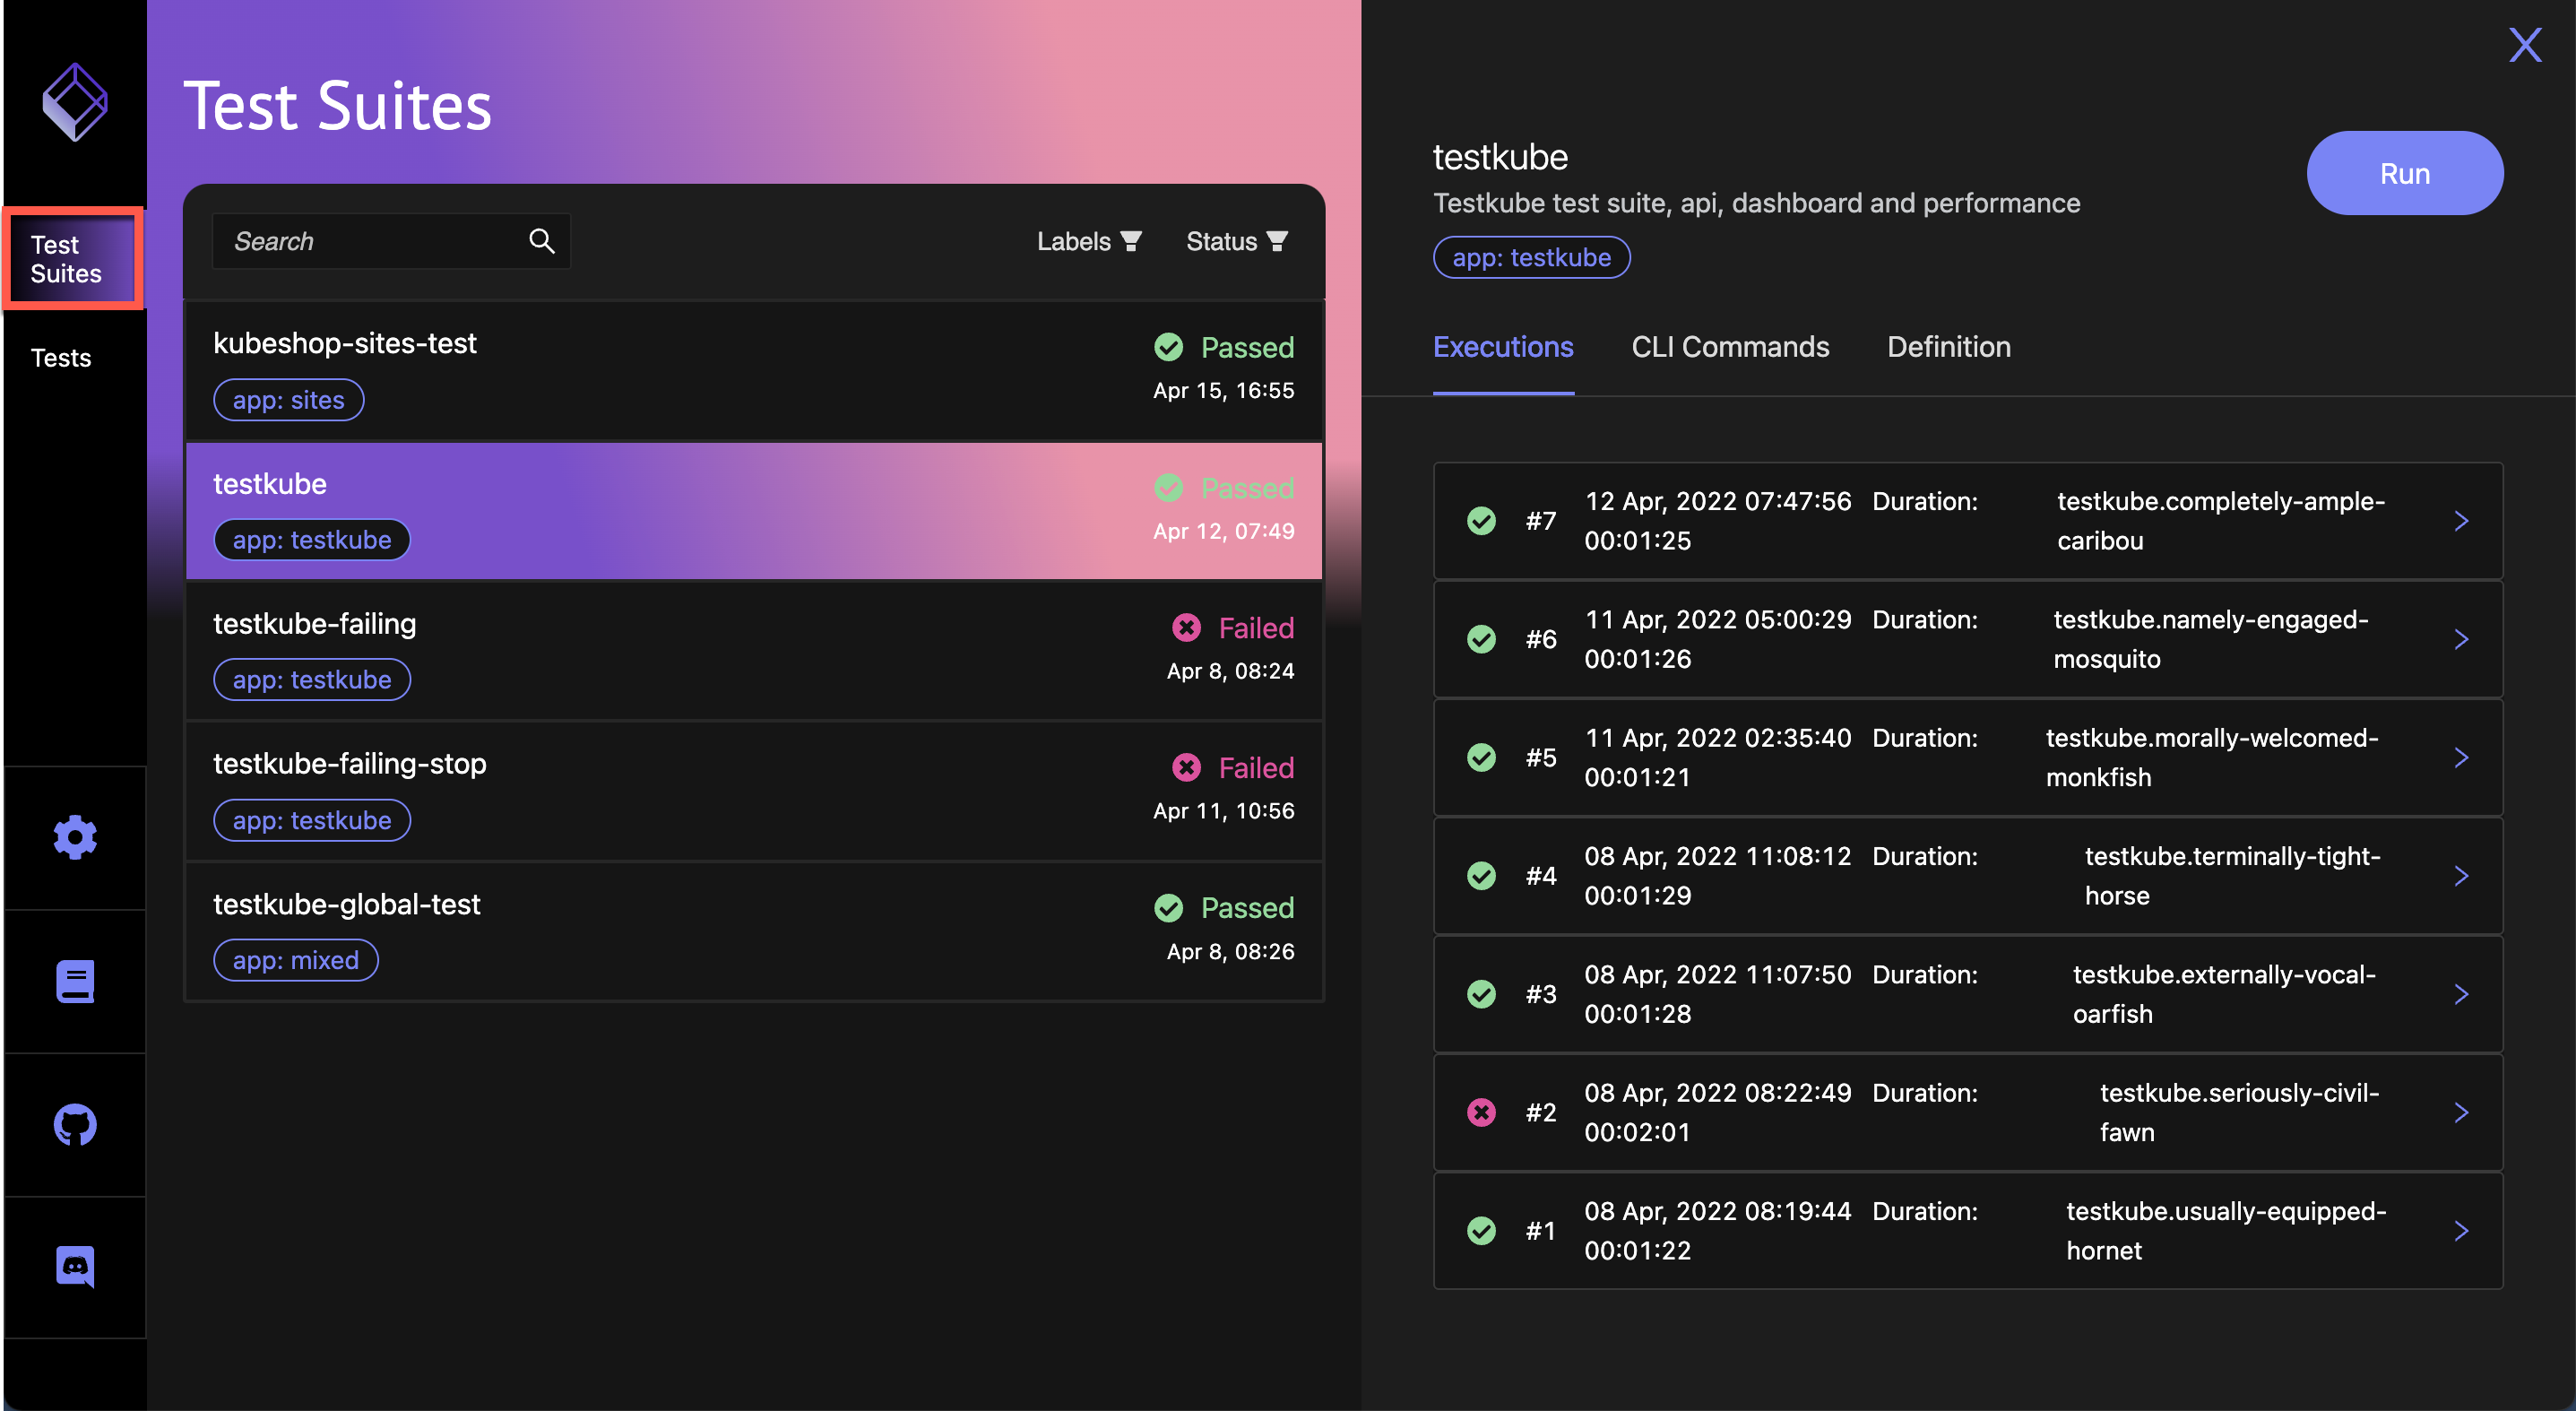 Test
Suites
Tests
Test Suites
Search
Labels
Status
kubeshop-sites-test
Passed
app: sites
Apr 15, 16:55
testkube
Passed
app: testkube
Apr 12, 07:49
testkube-failing
Failed
app: testkube
Apr 8, 08:24
testkube-failing-stop
Failed
app: testkube
Apr 11, 10:56
testkube-global-test
Passed
app: mixed
Apr 8, 08:26
testkube
Run
Testkube test suite, api, dashboard and performance
app: testkube
Executions
CLI Commands
Definition
#7
12 Apr, 2022 07:47:56 Duration:
00:01:25
testkube.completely-ample-
caribou
#6
11 Apr, 2022 05:00:29 Duration:
00:01:26
testkube.namely-engaged-
mosquito
#5
11 Apr, 2022 02:35:40 Duration:
00:01:21
testkube.morally-welcomed-
monkfish
#4
08 Apr, 2022 11:08:12 Duration:
00:01:29
testkube.terminally-tight-
horse
#3
08 Apr, 2022 11:07:50 Duration:
00:01:28
testkube.externally-vocal-
oarfish
#2
08 Apr, 2022 08:22:49 Duration:
00:02:01
testkube.seriously-civil-
fawn
#1
08 Apr, 2022 08:19:44 Duration:
00:01:22
testkube.usually-equipped-
hornet